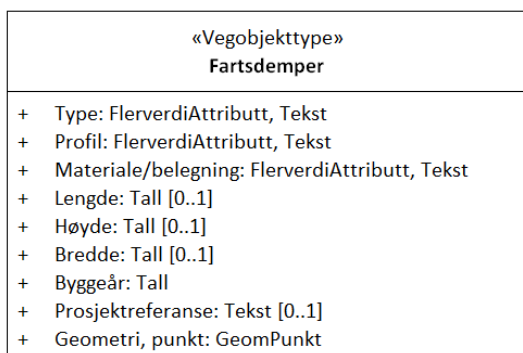 «Vegobjekttype»
Fartsdemper
+ Type: FlerverdiAttributt, Tekst
+ Profil: FlerverdiAttributt, Tekst
+ Materiale/belegning: FlerverdiAttributt, Tekst
+ Lengde: Tall [0..1]
+ Høyde: Tall [0..1]
+ Bredde: Tall [0..1]
+ Byggeår: Tall
+ Prosjektreferanse: Tekst [0..1]
+ Geometri, punkt: GeomPunkt